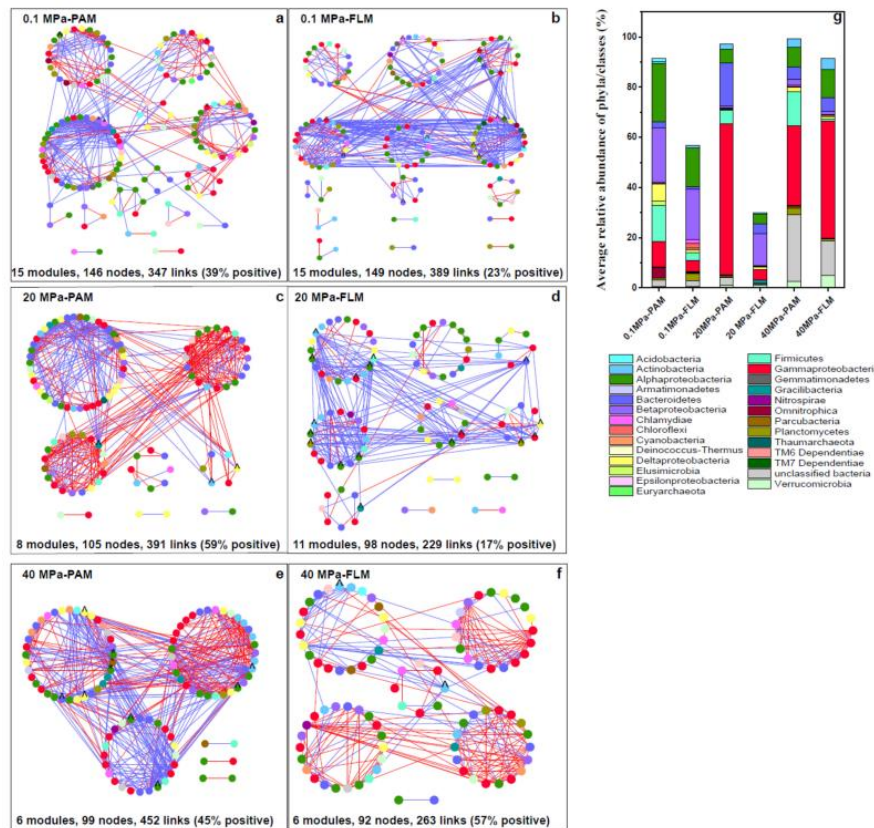 0.1 MPa-PAM a
15 modules, 146 nodes, 347 links (39% positive)
0.1 MPa-FLM b
15 modules, 149 nodes, 389 links (23% positive)
20 MPa-PAM c
8 modules, 105 nodes, 391 links (59% positive)
20 MPa-FLM d
11 modules, 98 nodes, 229 links (17% positive)
40 MPa-PAM e
6 modules, 99 nodes, 452 links (45% positive)
40 MPa-FLM f
6 modules, 92 nodes, 263 links (57% positive)
g
Average relative abundance of phyla/classes (%)
100
80
60
40
20
0
0.1MPa-PAM
0.1MPa-FLM
20MPa-PAM
20 MPa-FLM
40MPa-PAM
40MPa-FLM
Acidobacteria
Actinobacteria
Alphaproteobacteria
Armatimonadetes
Bacteroidetes
Betaproteobacteria
Chlamydiae
Chloroflexi
Cyanobacteria
Deinococcus-Thermus
Deltaproteobacteria
Elusimicrobia
Epsilonproteobacteria
Euryarchaeota
Firmicutes
Gammaproteobacteri
Gemmatimonadetes
Gracilibacteria
Nitrospirae
Omnitrophica
Parcubacteria
Planctomycetes
Thaumarchaeota
TM6 Dependentiae
TM7 Dependentiae
unclassified bacteria
Verrucomicrobia